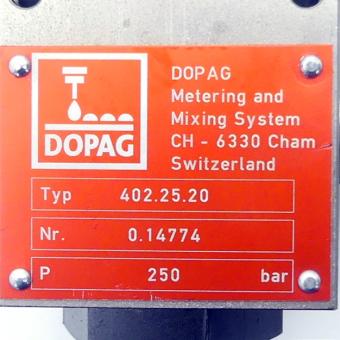 DOPAG
DOPAG
Metering and
Mixing System
CH - 6330 Cham
Switzerland
Typ 402.25.20
Nr. 0.14774
P 250 bar